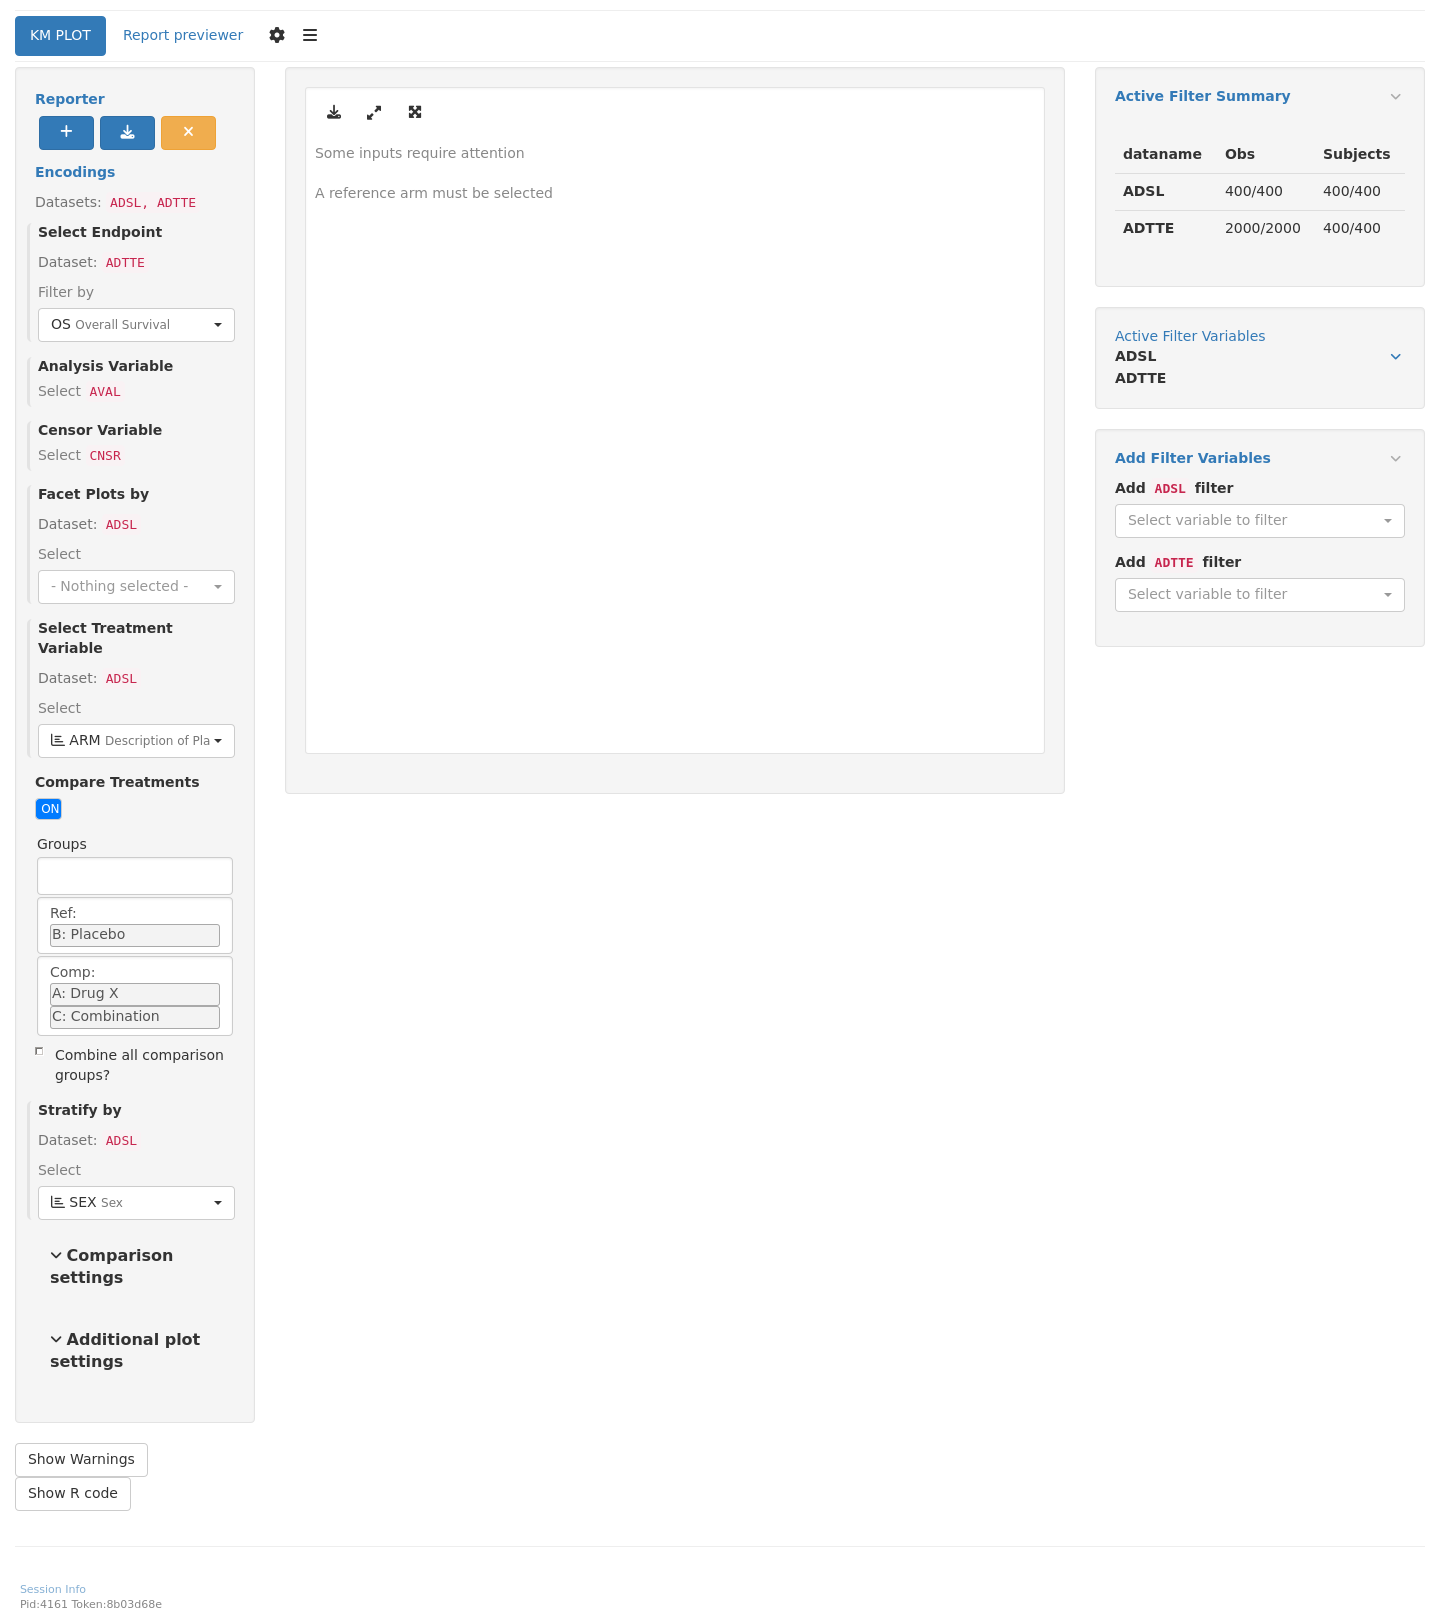 KM PLOT
Report previewer
Reporter
Encodings
Datasets: ADSL, ADTTE
Select Endpoint
Dataset: ADTTE
Filter by
OS Overall Survival
Analysis Variable
Select AVAL
Censor Variable
Select CNSR
Facet Plots by
Dataset: ADSL
Select
- Nothing selected -
Select Treatment
Variable
Dataset: ADSL
Select
ARM Description of Pla
Compare Treatments
ON
Groups
Ref:
B: Placebo
Comp:
A: Drug X
C: Combination
Combine all comparison
groups?
Stratify by
Dataset: ADSL
Select
SEX Sex
Comparison
settings
Additional plot
settings
Show Warnings
Show R code
Some inputs require attention
A reference arm must be selected
Active Filter Summary
dataname Obs Subjects
ADSL 400/400 400/400
ADTTE 2000/2000 400/400
Active Filter Variables
ADSL
ADTTE
Add Filter Variables
Add ADSL filter
Select variable to filter
Add ADTTE filter
Select variable to filter
Session Info
Pid:4161 Token:8b03d68e